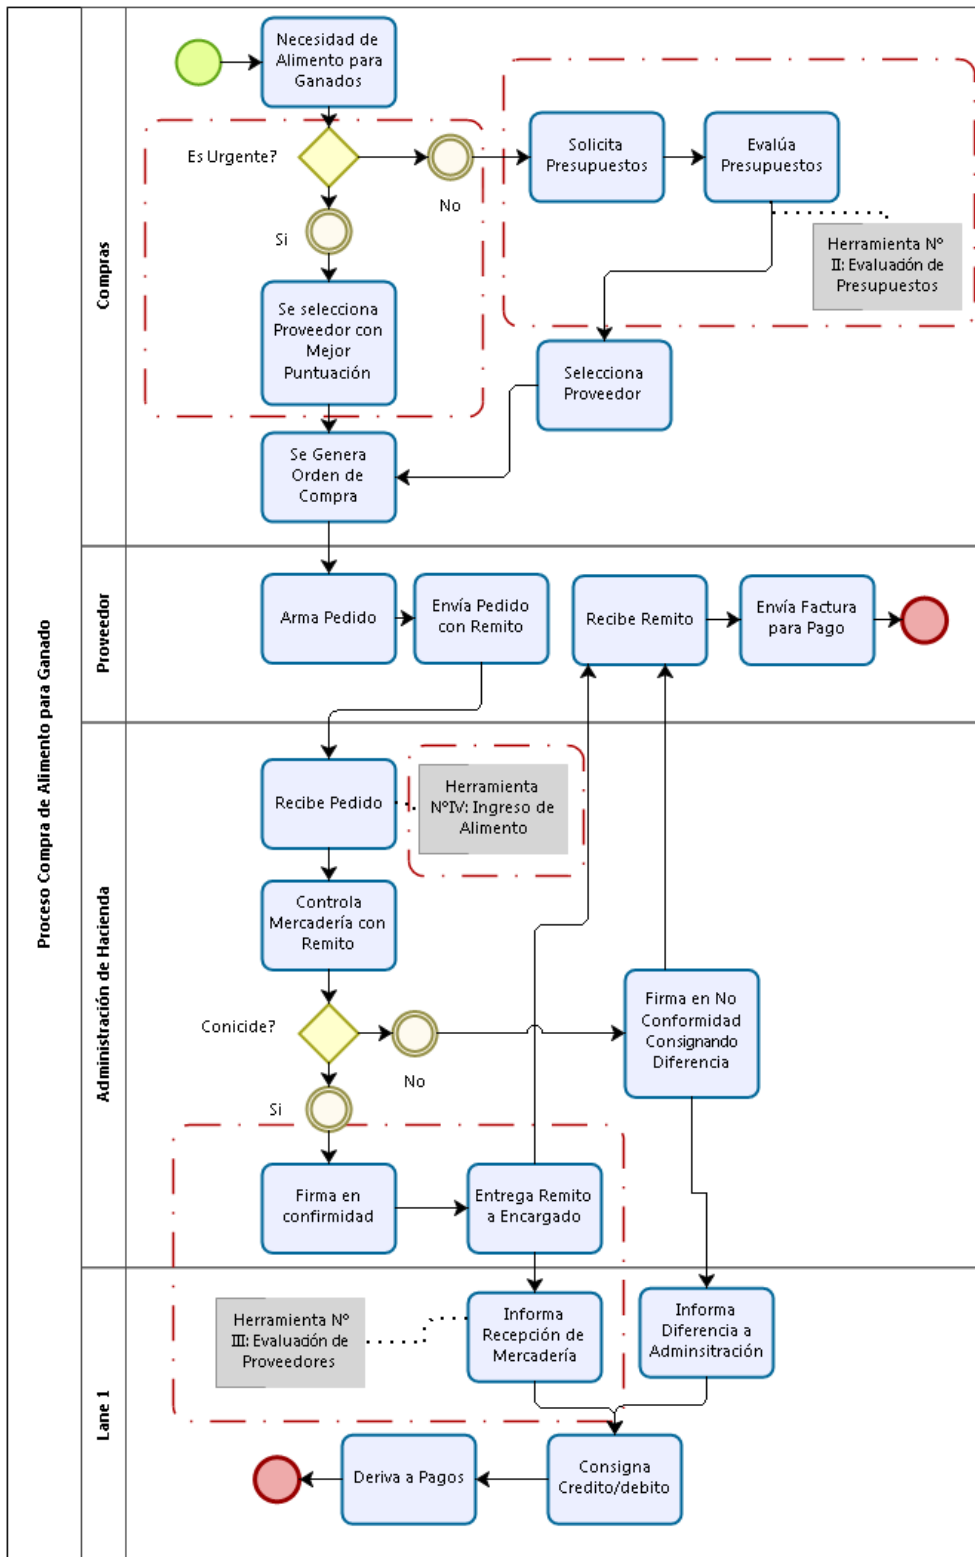 Proceso Compra de Alimento para Ganado
Compras
Necesidad de
Alimento para
Ganados
Es Urgente?
No
Si
Solicita
Presupuestos
Evalúa
Presupuestos
Herramienta Nº
II: Evaluación de
Presupuestos
Se selecciona
Proveedor con
Mejor
Puntuación
Selecciona
Proveedor
Se Genera
Orden de
Compra
Proveedor
Arma Pedido
Envía Pedido
con Remito
Recibe Remito
Envía Factura
para Pago
Administración de Hacienda
Recibe Pedido
Herramienta
NºIV: Ingreso de
Alimento
Controla
Mercadería con
Remito
Conicide?
No
Si
Firma en No
Conformidad
Consignando
Diferencia
Firma en
confirmidad
Entrega Remito
a Encargado
Lane 1
Herramienta Nº
III: Evaluación de
Proveedores
Informa
Recepción de
Mercadería
Informa
Diferencia a
Adminsitración
Deriva a Pagos
Consigna
Credito/debito